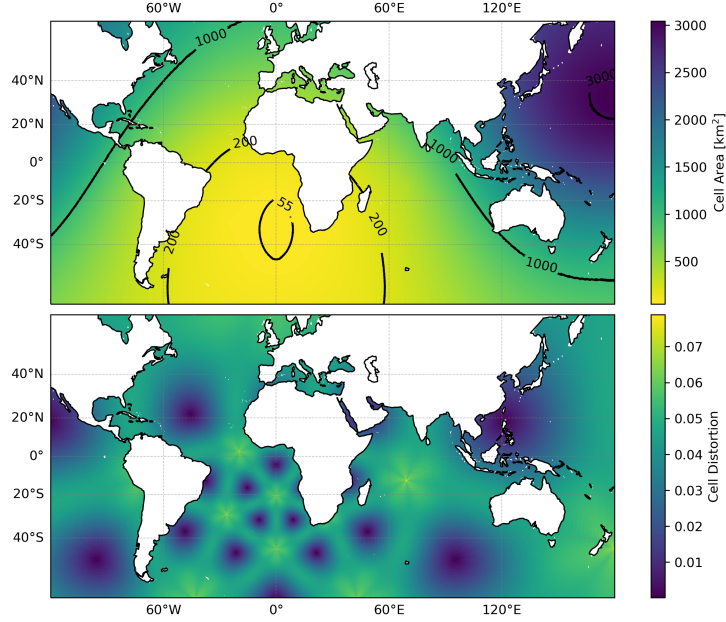 60°W 0° 60°E 120°E
40°N
20°N
0°
20°S
40°S
1000
3000
200
1000
55
200
200
1000
3000
2500
2000
1500
1000
500
Cell Area [km²]
40°N
20°N
0°
20°S
40°S
60°W 0° 60°E 120°E
0.07
0.06
0.05
0.04
0.03
0.02
0.01
Cell Distortion